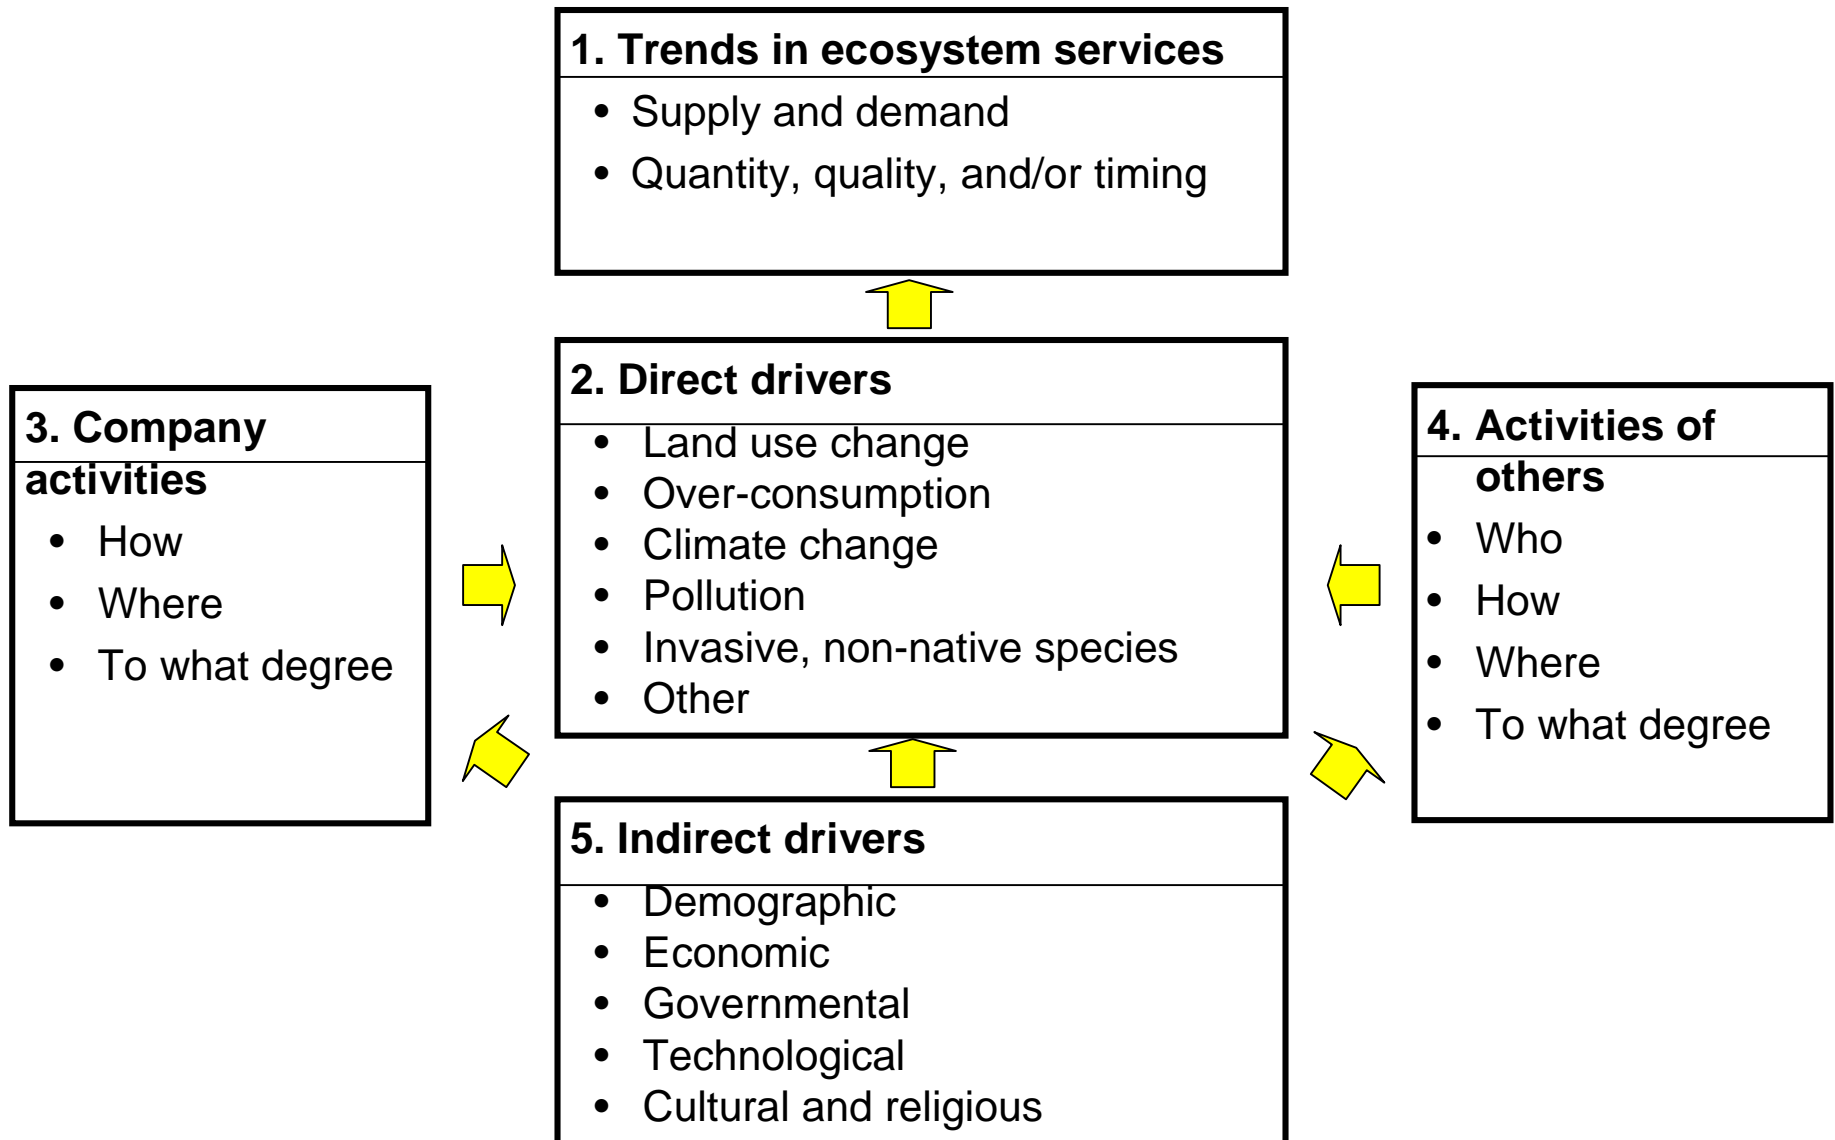 1. Trends in ecosystem services
• Supply and demand
• Quantity, quality, and/or timing
2. Direct drivers
• Land use change
• Over-consumption
• Climate change
• Pollution
• Invasive, non-native species
• Other
3. Company
activities
• How
• Where
• To what degree
4. Activities of
others
• Who
• How
• Where
• To what degree
5. Indirect drivers
• Demographic
• Economic
• Governmental
• Technological
• Cultural and religious